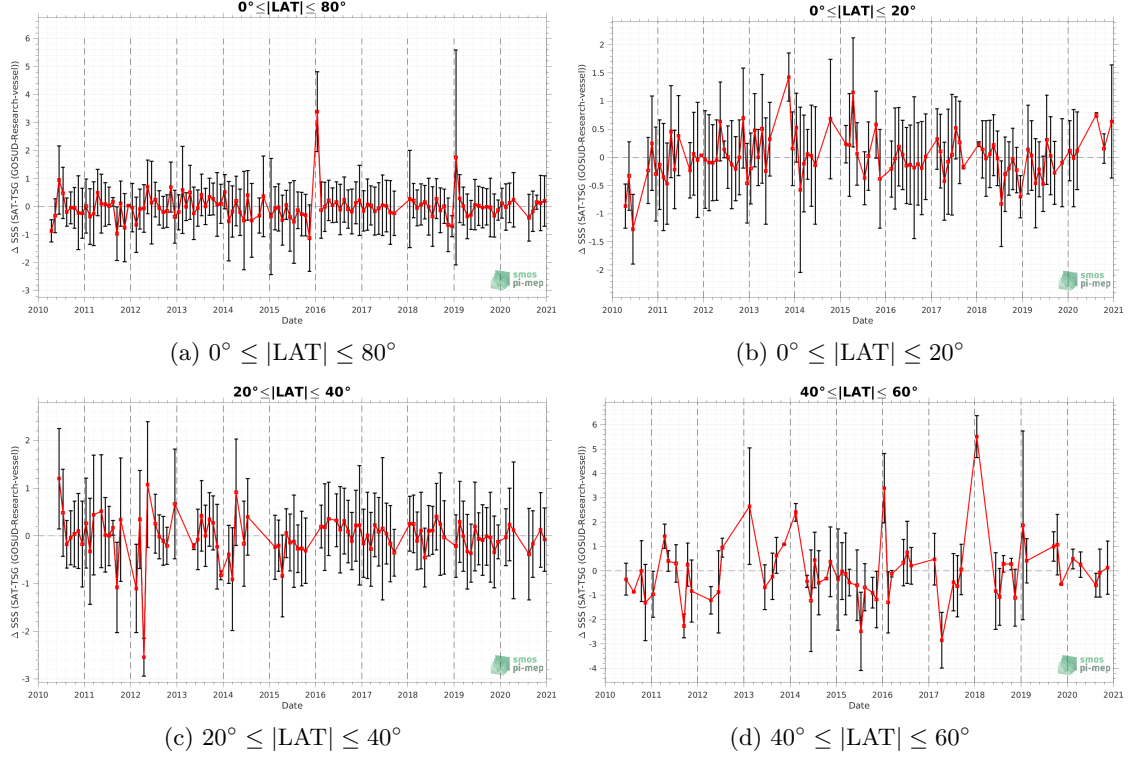 0°≤|LAT|≤ 80°
6
5
4
3
2
1
0
-1
-2
-3
Δ SSS (SAT-TSG (GOSUD-Research-vessel))
2010 2011 2012 2013 2014 2015 2016 2017 2018 2019 2020 2021
Date
smos
pi-mep
(a) 0° ≤ |LAT| ≤ 80°
0°≤|LAT|≤ 20°
2
1.5
1
0.5
0
-0.5
-1
-1.5
-2
Δ SSS (SAT-TSG (GOSUD-Research-vessel))
2010 2011 2012 2013 2014 2015 2016 2017 2018 2019 2020 2021
Date
smos
pi-mep
(b) 0° ≤ |LAT| ≤ 20°
20°≤|LAT|≤ 40°
2
1
0
-1
-2
-3
Δ SSS (SAT-TSG (GOSUD-Research-vessel))
2010 2011 2012 2013 2014 2015 2016 2017 2018 2019 2020 2021
Date
smos
pi-mep
(c) 20° ≤ |LAT| ≤ 40°
40°≤|LAT|≤ 60°
6
5
4
3
2
1
0
-1
-2
-3
-4
Δ SSS (SAT-TSG (GOSUD-Research-vessel))
2010 2011 2012 2013 2014 2015 2016 2017 2018 2019 2020 2021
Date
smos
pi-mep
(d) 40° ≤ |LAT| ≤ 60°